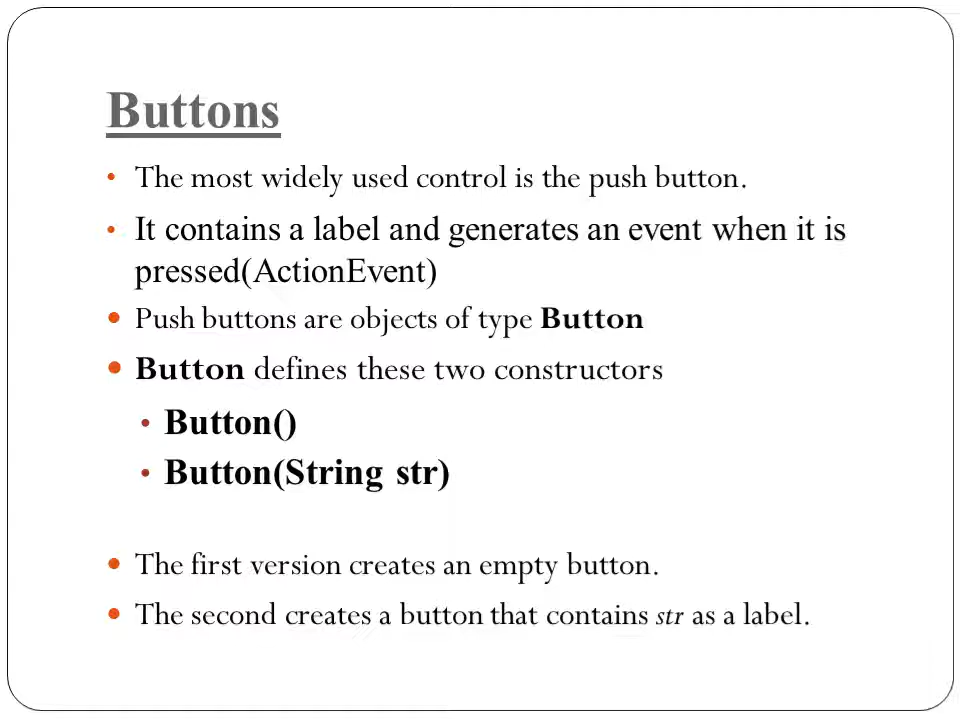 Buttons
• The most widely used control is the push button.
• It contains a label and generates an event when it is
pressed(ActionEvent)
• Push buttons are objects of type Button
• Button defines these two constructors
• Button()
• Button(String str)
• The first version creates an empty button.
• The second creates a button that contains str as a label.